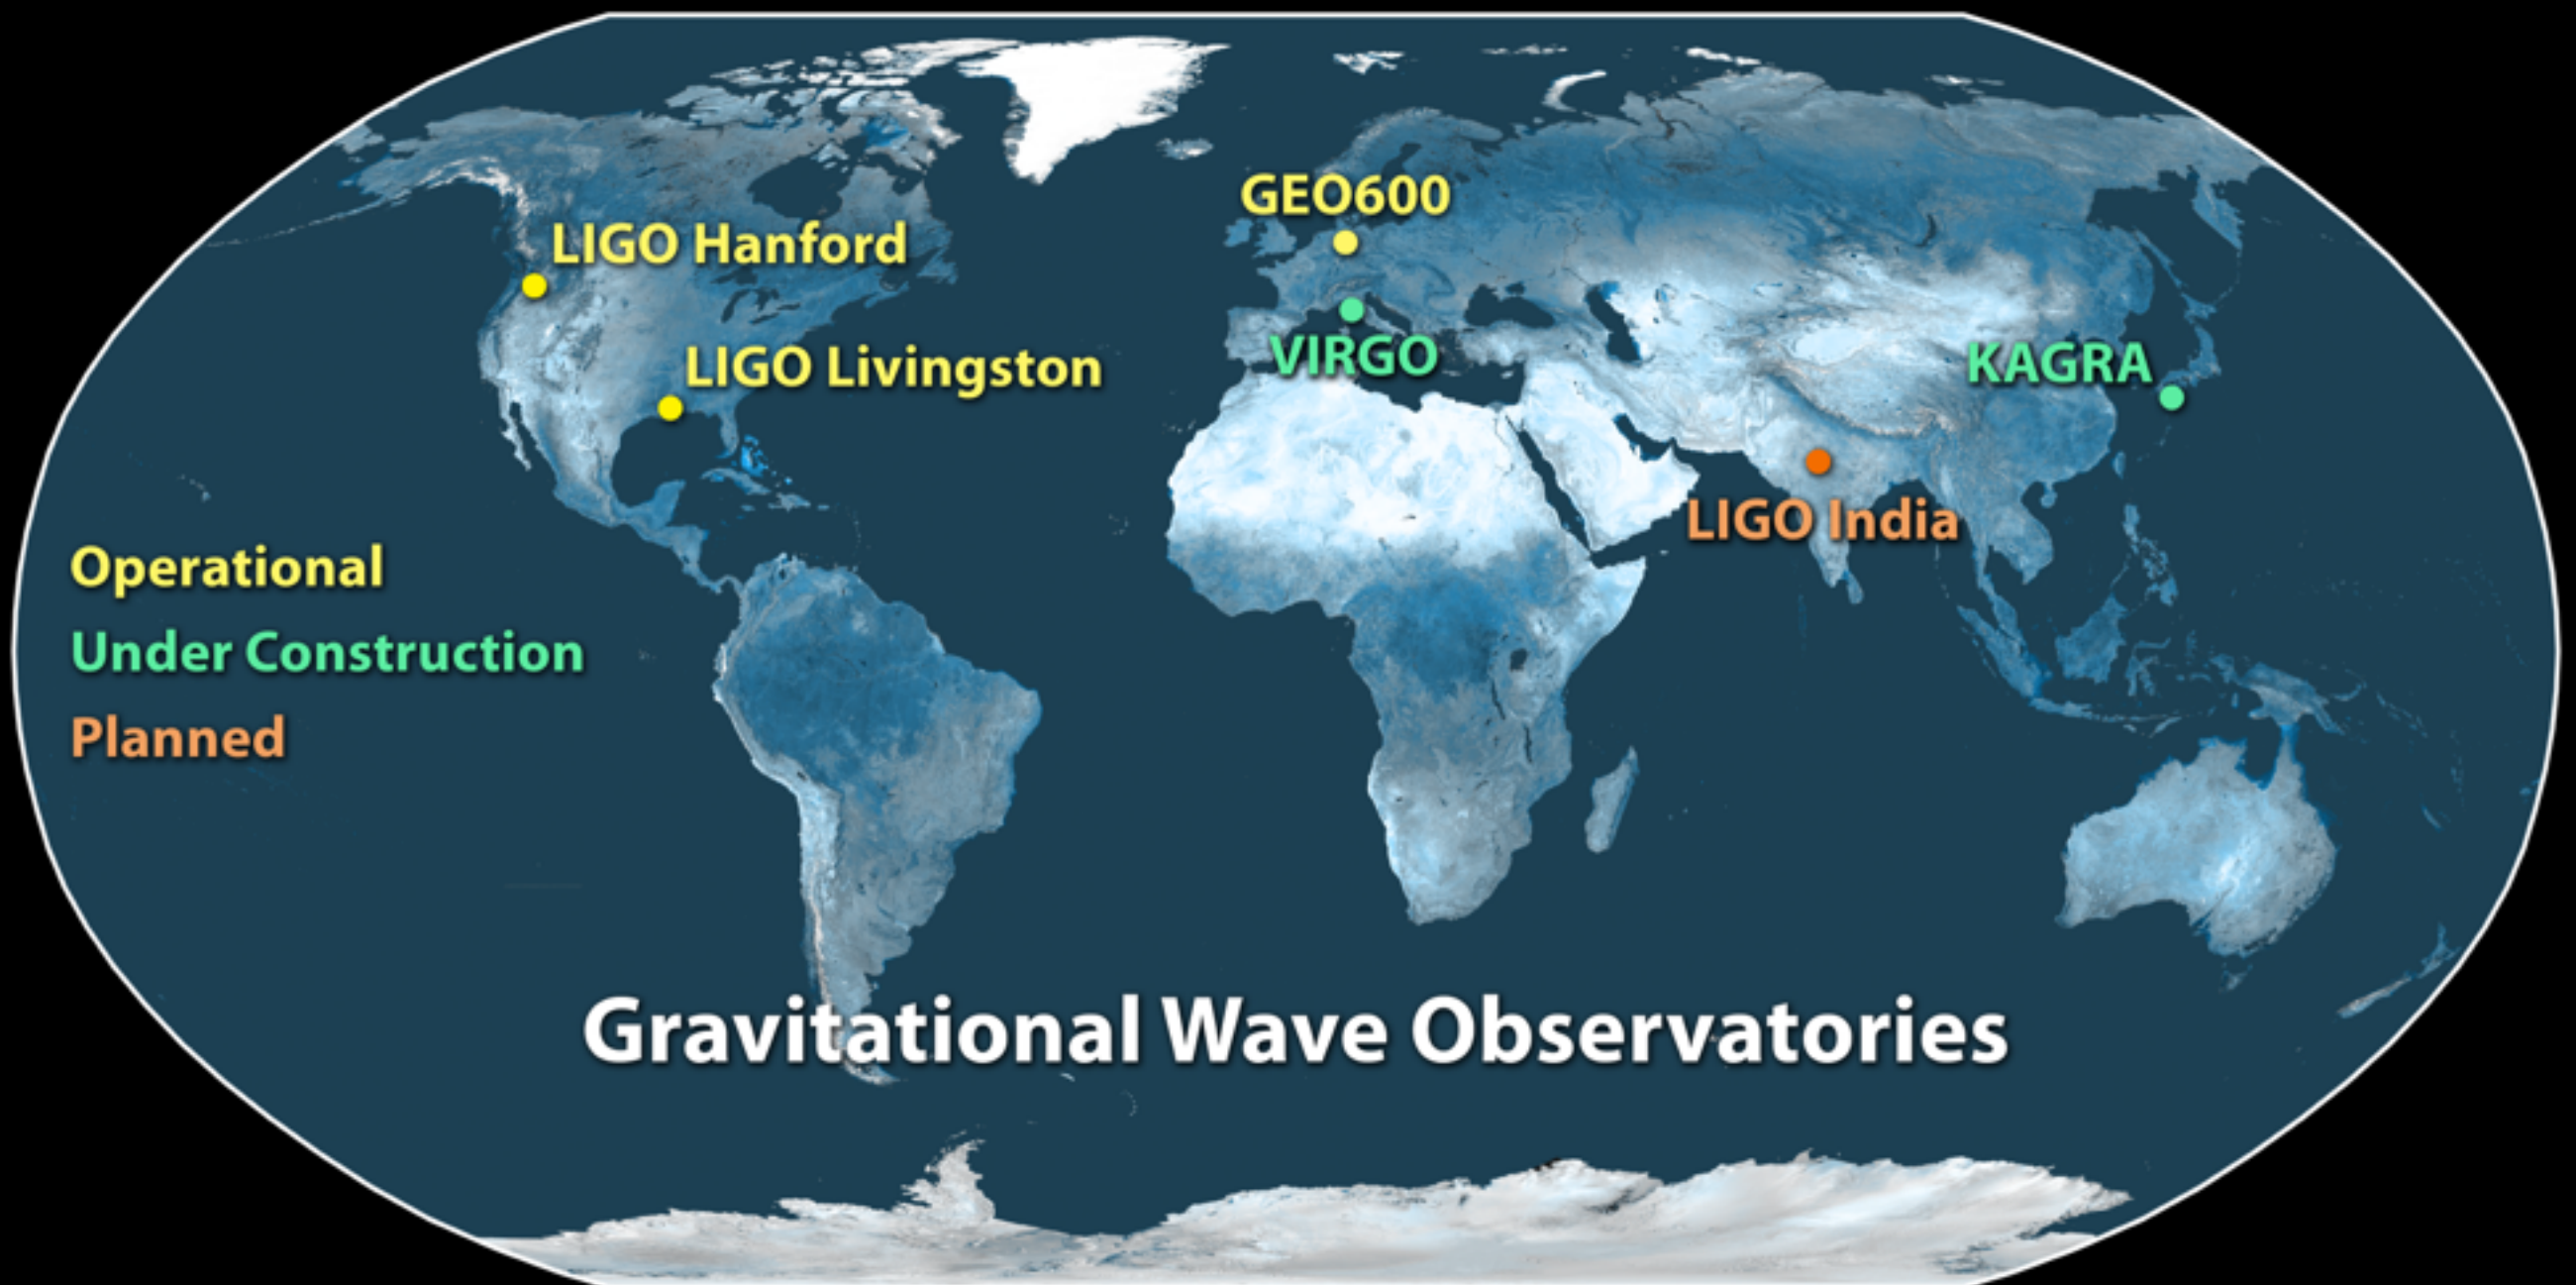 GEO600
LIGO Hanford
VIRGO
KAGRA
LIGO Livingston
LIGO India
Operational
Under Construction
Planned
Gravitational Wave Observatories